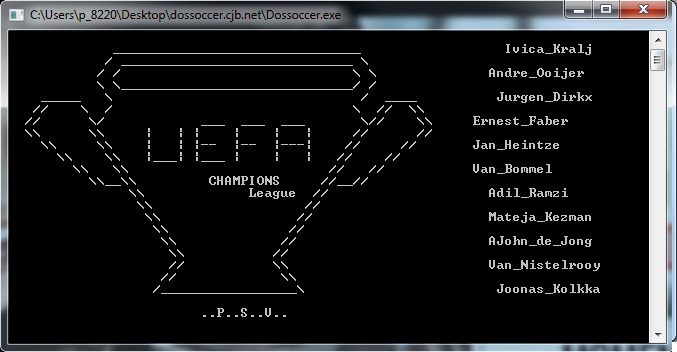 C:\Users\p_8220\Desktop\dossoccer.cjb.net\Dossoccer.exe
UEFA
CHAMPIONS
League
..P..S..V..
Ivica_Kralj
Andre_Ooijer
Jurgen_Dirkx
Ernest_Faber
Jan_Heintze
Van_Bommel
Adil_Ramzi
Mateja_Kezman
AJohn_de_Jong
Van_Nistelrooy
Joonas_Kolkka